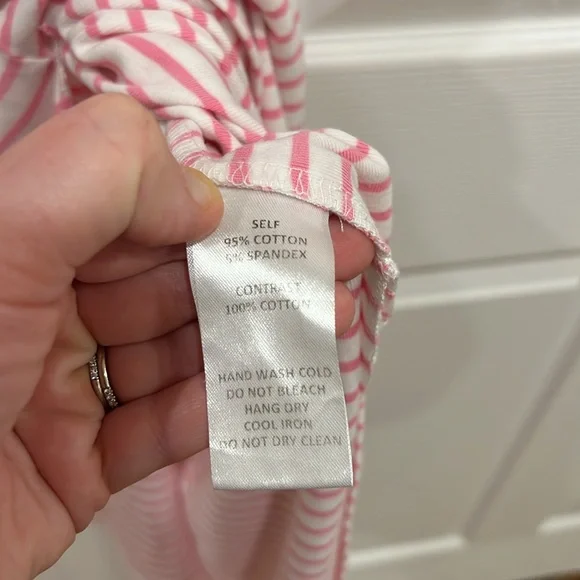 SELF
95% COTTON
5% SPANDEX
CONTRAST
100% COTTON
HAND WASH COLD
DO NOT BLEACH
HANG DRY
COOL IRON
DO NOT DRY CLEAN